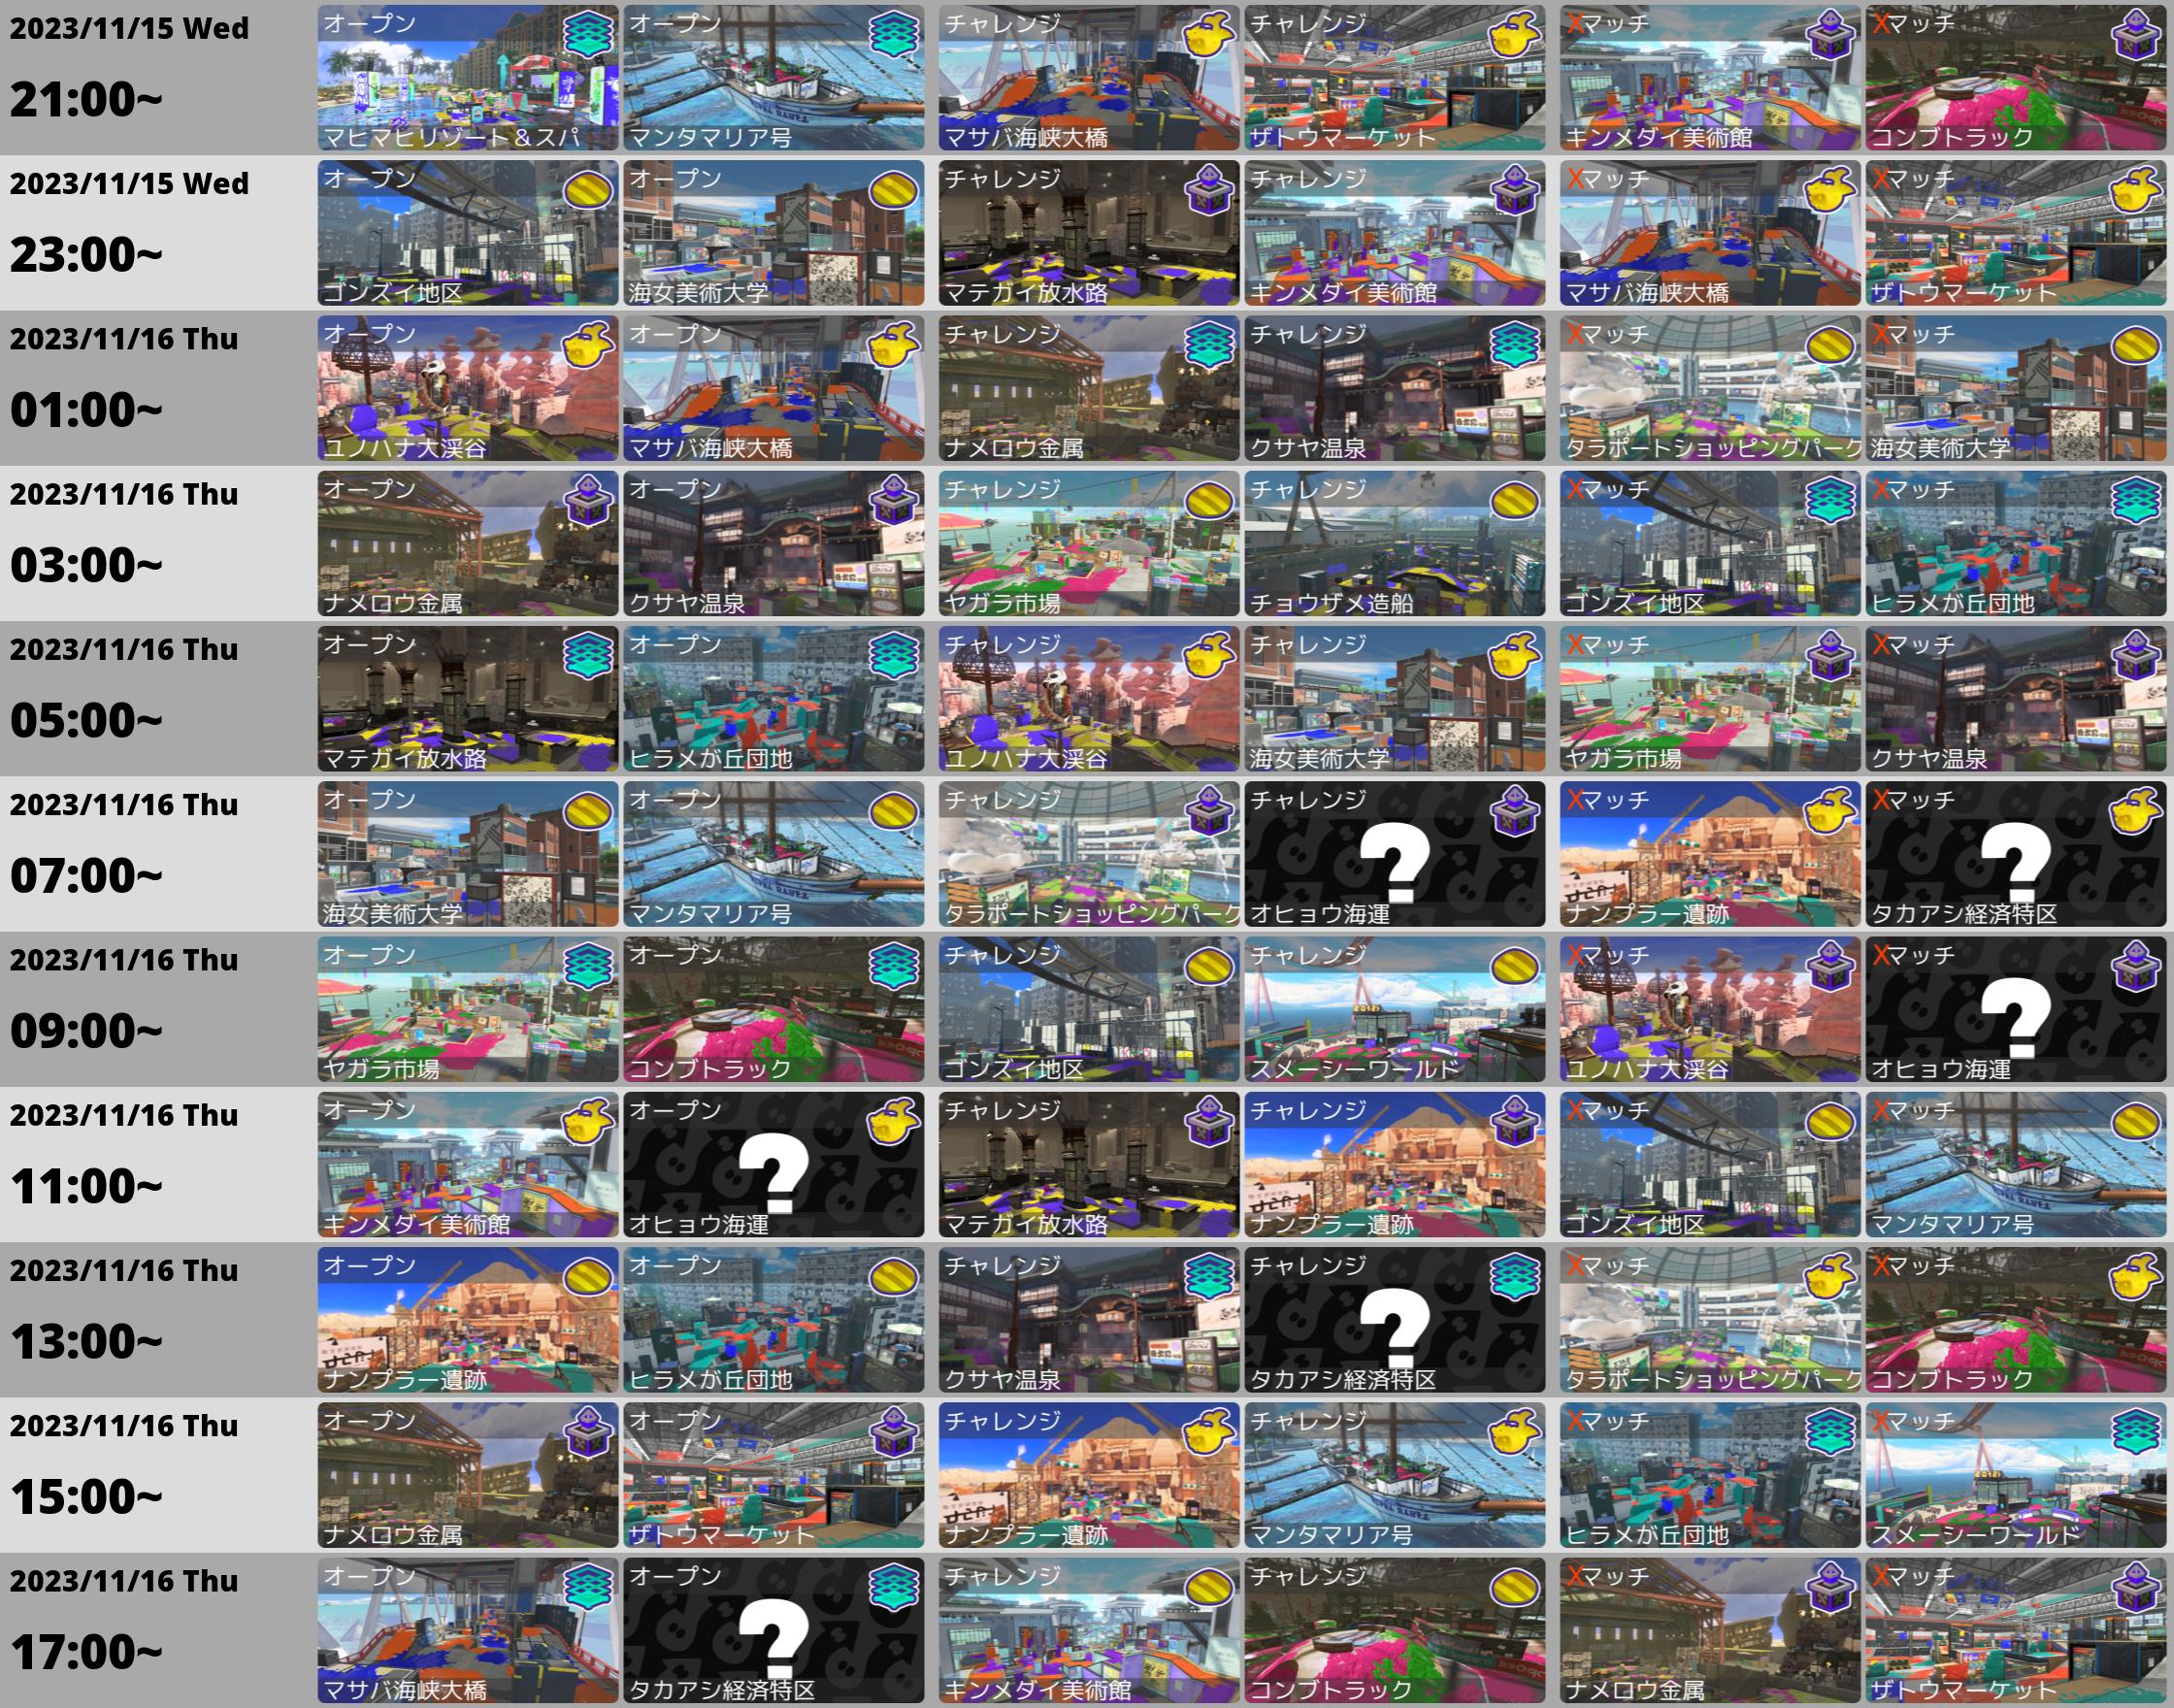 2023/11/15 Wed
21:00~
オープン
マヒマヒリゾート＆スパ
オープン
マンタマリア号
チャレンジ
マサバ海峡大橋
チャレンジ
ザトウマーケット
Xマッチ
キンメダイ美術館
Xマッチ
コンブトラック
2023/11/15 Wed
23:00~
オープン
ゴンズイ地区
オープン
海女美術大学
チャレンジ
マテガイ放水路
チャレンジ
キンメダイ美術館
Xマッチ
マサバ海峡大橋
Xマッチ
ザトウマーケット
2023/11/16 Thu
01:00~
オープン
ユノハナ大渓谷
オープン
マサバ海峡大橋
チャレンジ
ナメロウ金属
チャレンジ
クサヤ温泉
Xマッチ
タラポートショッピングパーク
Xマッチ
海女美術大学
2023/11/16 Thu
03:00~
オープン
ナメロウ金属
オープン
クサヤ温泉
チャレンジ
ヤガラ市場
チャレンジ
チョウザメ造船
Xマッチ
ゴンズイ地区
Xマッチ
ヒラメが丘団地
2023/11/16 Thu
05:00~
オープン
マテガイ放水路
オープン
ヒラメが丘団地
チャレンジ
ユノハナ大渓谷
チャレンジ
海女美術大学
Xマッチ
ヤガラ市場
Xマッチ
クサヤ温泉
2023/11/16 Thu
07:00~
オープン
海女美術大学
オープン
マンタマリア号
チャレンジ
タラポートショッピングパーク
チャレンジ
?
オヒョウ海運
Xマッチ
ナンプラー遺跡
Xマッチ
?
タカアシ経済特区
2023/11/16 Thu
09:00~
オープン
ヤガラ市場
オープン
コンブトラック
チャレンジ
ゴンズイ地区
チャレンジ
スメーシーワールド
Xマッチ
ユノハナ大渓谷
Xマッチ
?
オヒョウ海運
2023/11/16 Thu
11:00~
オープン
キンメダイ美術館
オープン
?
オヒョウ海運
チャレンジ
マテガイ放水路
チャレンジ
ナンプラー遺跡
Xマッチ
ゴンズイ地区
Xマッチ
マンタマリア号
2023/11/16 Thu
13:00~
オープン
ナンプラー遺跡
オープン
ヒラメが丘団地
チャレンジ
クサヤ温泉
チャレンジ
?
タカアシ経済特区
Xマッチ
タラポートショッピングパーク
Xマッチ
コンブトラック
2023/11/16 Thu
15:00~
オープン
ナメロウ金属
オープン
ザトウマーケット
チャレンジ
ナンプラー遺跡
チャレンジ
マンタマリア号
Xマッチ
ヒラメが丘団地
Xマッチ
スメーシーワールド
2023/11/16 Thu
17:00~
オープン
マサバ海峡大橋
オープン
?
タカアシ経済特区
チャレンジ
キンメダイ美術館
チャレンジ
コンブトラック
Xマッチ
ナメロウ金属
Xマッチ
ザトウマーケット